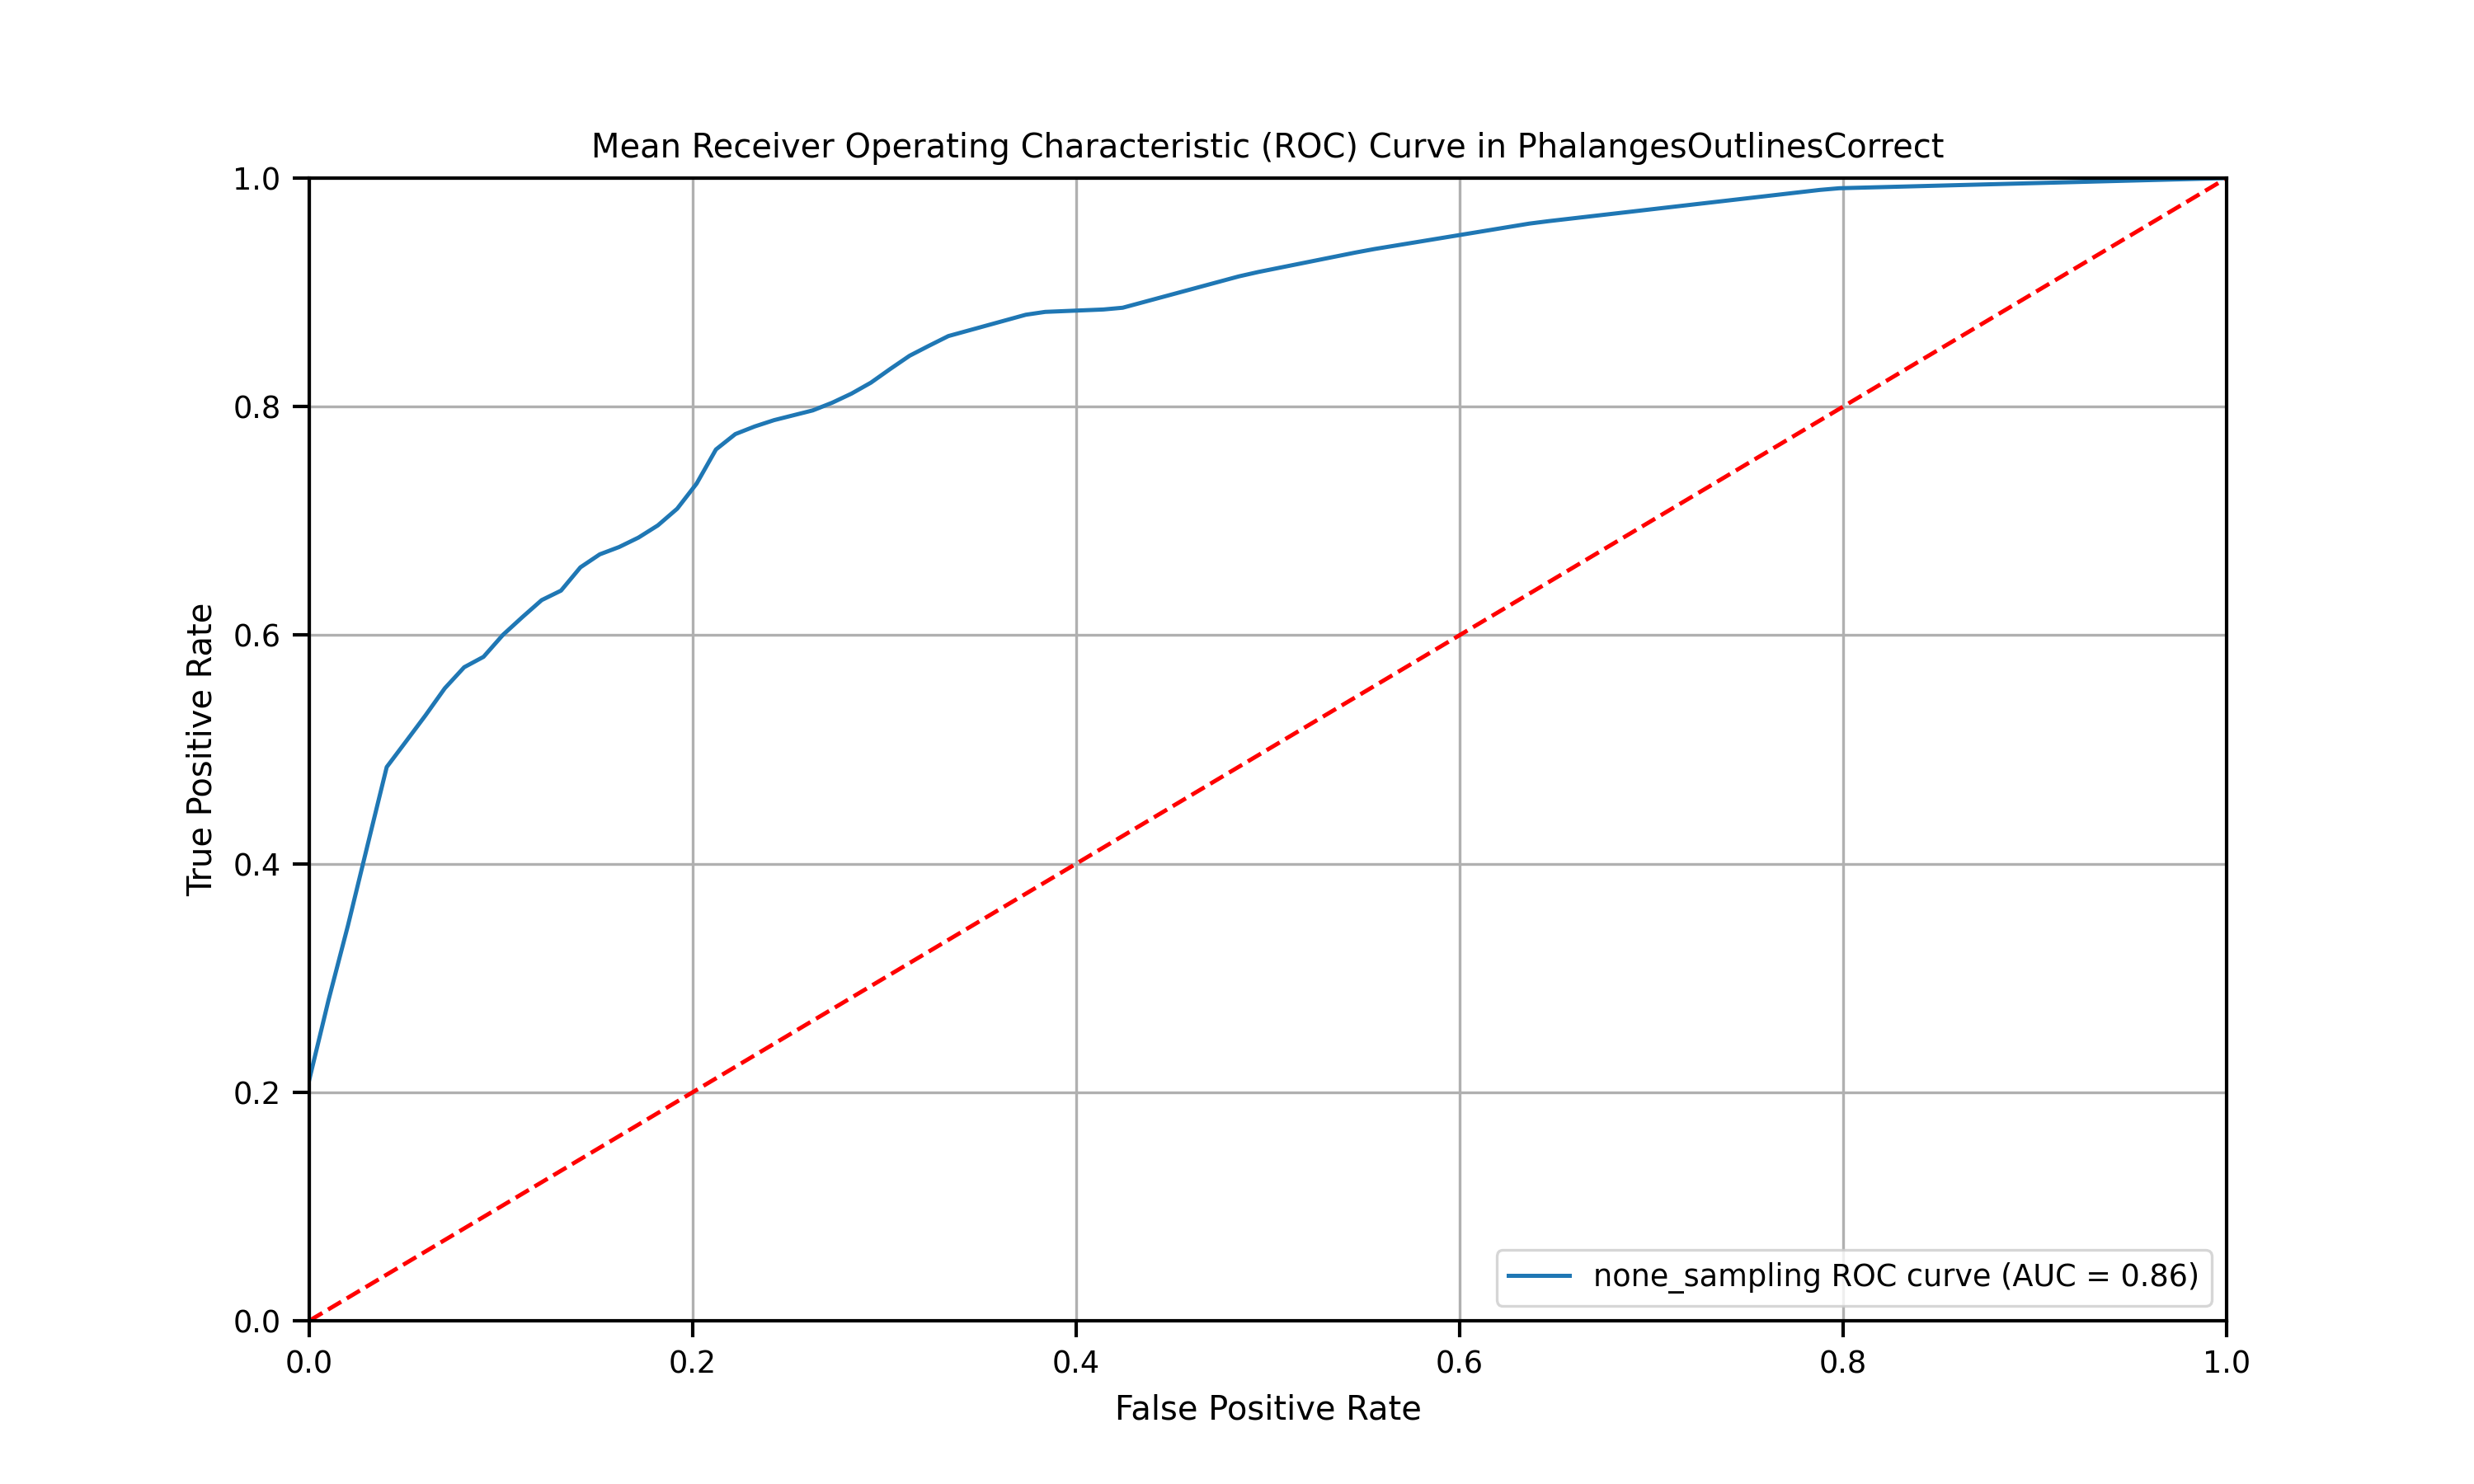 Mean Receiver Operating Characteristic (ROC) Curve in PhalangesOutlinesCorrect
1.0
0.8
0.6
0.4
0.2
0.0
True Positive Rate
none_sampling ROC curve (AUC = 0.86)
0.0 0.2 0.4 0.6 0.8 1.0
False Positive Rate